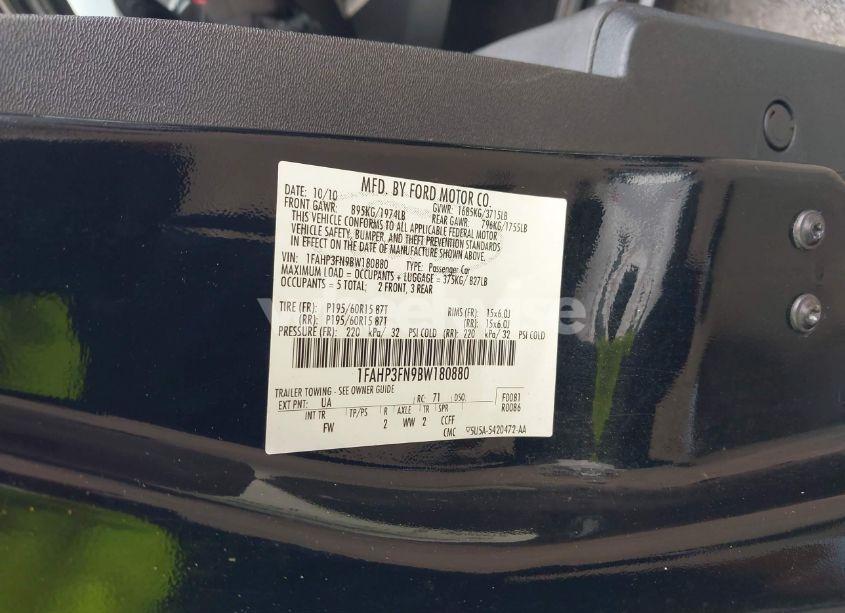 MFD. BY FORD MOTOR CO.
DATE: 10/10 GVWR: 1685KG/3715LB
FRONT GAWR: 895KG/1974LB REAR GAWR: 796KG/1755LB
THIS VEHICLE CONFORMS TO ALL APPLICABLE FEDERAL MOTOR
VEHICLE SAFETY, BUMPER, AND THEFT PREVENTION STANDARDS
IN EFFECT ON THE DATE OF MANUFACTURE SHOWN ABOVE.
VIN: 1FAHP3FN9BW180880 TYPE: Passenger Car
MAXIMUM LOAD = OCCUPANTS + LUGGAGE = 375KG/ 827LB
OCCUPANTS = 5 TOTAL: 2 FRONT, 3 REAR
TIRE (FR): P195/60R15 87T RIMS (FR): 15x6.0J
(RR): P195/60R15 87T (RR): 15x6.0J
PRESSURE (FR): 220 kPa/ 32 PSI COLD (RR): 220 kPa/ 32 PSI COLD
1FAHP3FN9BW180880
TRAILER TOWING - SEE OWNER GUIDE
EXT PNT: UA RC: 71 DSO: F0081
R0086
INT TR TP/PS R AXLE TR SPR
FW 2 WW 2 CCFF
CMC 5U5A-5420472-AA